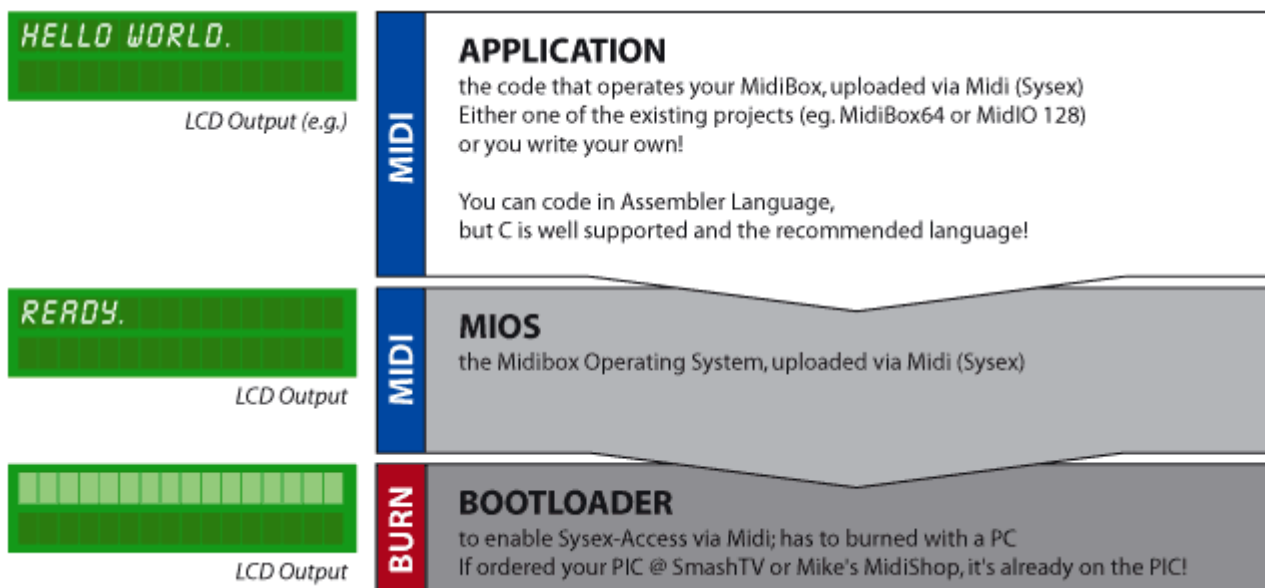 HELLO WORLD.
LCD Output (e.g.)
MIDI
APPLICATION
the code that operates your MidiBox, uploaded via Midi (Sysex)
Either one of the existing projects (eg. MidiBox64 or MidIO 128)
or you write your own!
You can code in Assembler Language,
but C is well supported and the recommended language!
READY.
LCD Output
MIDI
MIOS
the Midibox Operating System, uploaded via Midi (Sysex)
LCD Output
BURN
BOOTLOADER
to enable Sysex-Access via Midi; has to burned with a PC
If ordered your PIC @ SmashTV or Mike's MidiShop, it's already on the PIC!